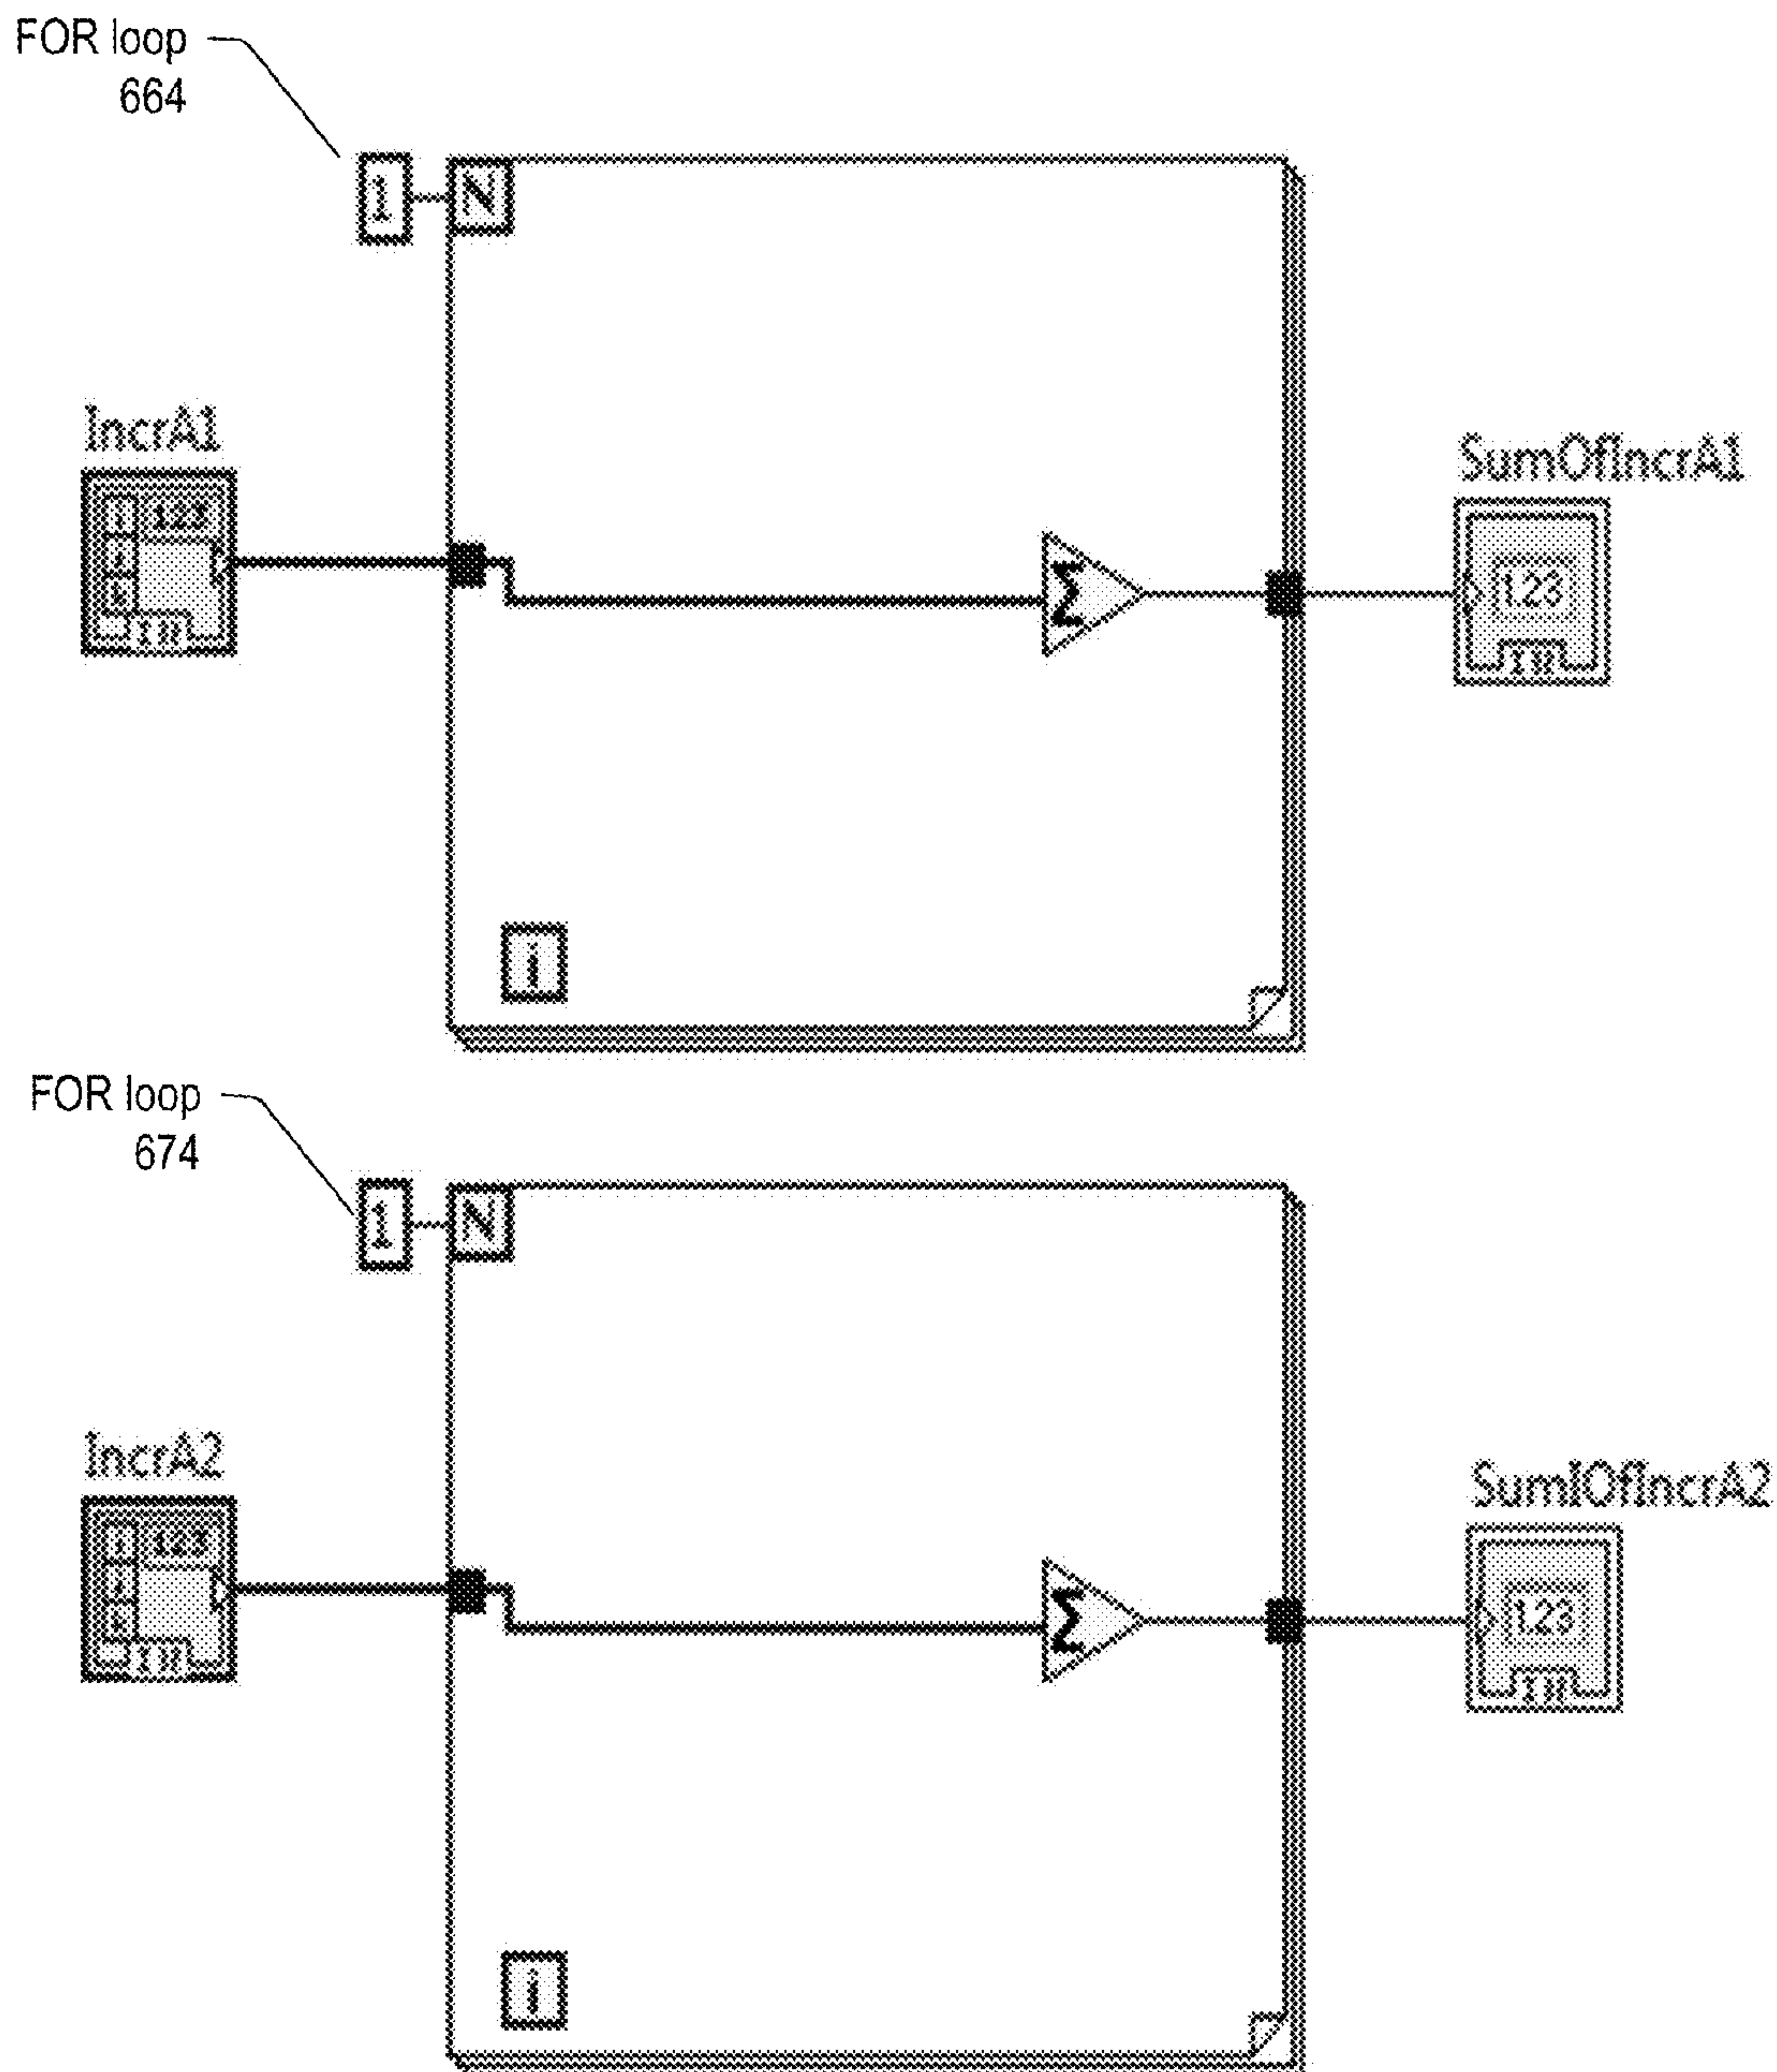 FOR loop
664
1
N
IncrA1
123
SumOfIncrA1
123
Σ
i
FOR loop
674
1
N
IncrA2
123
SumIOfIncrA2
123
Σ
i